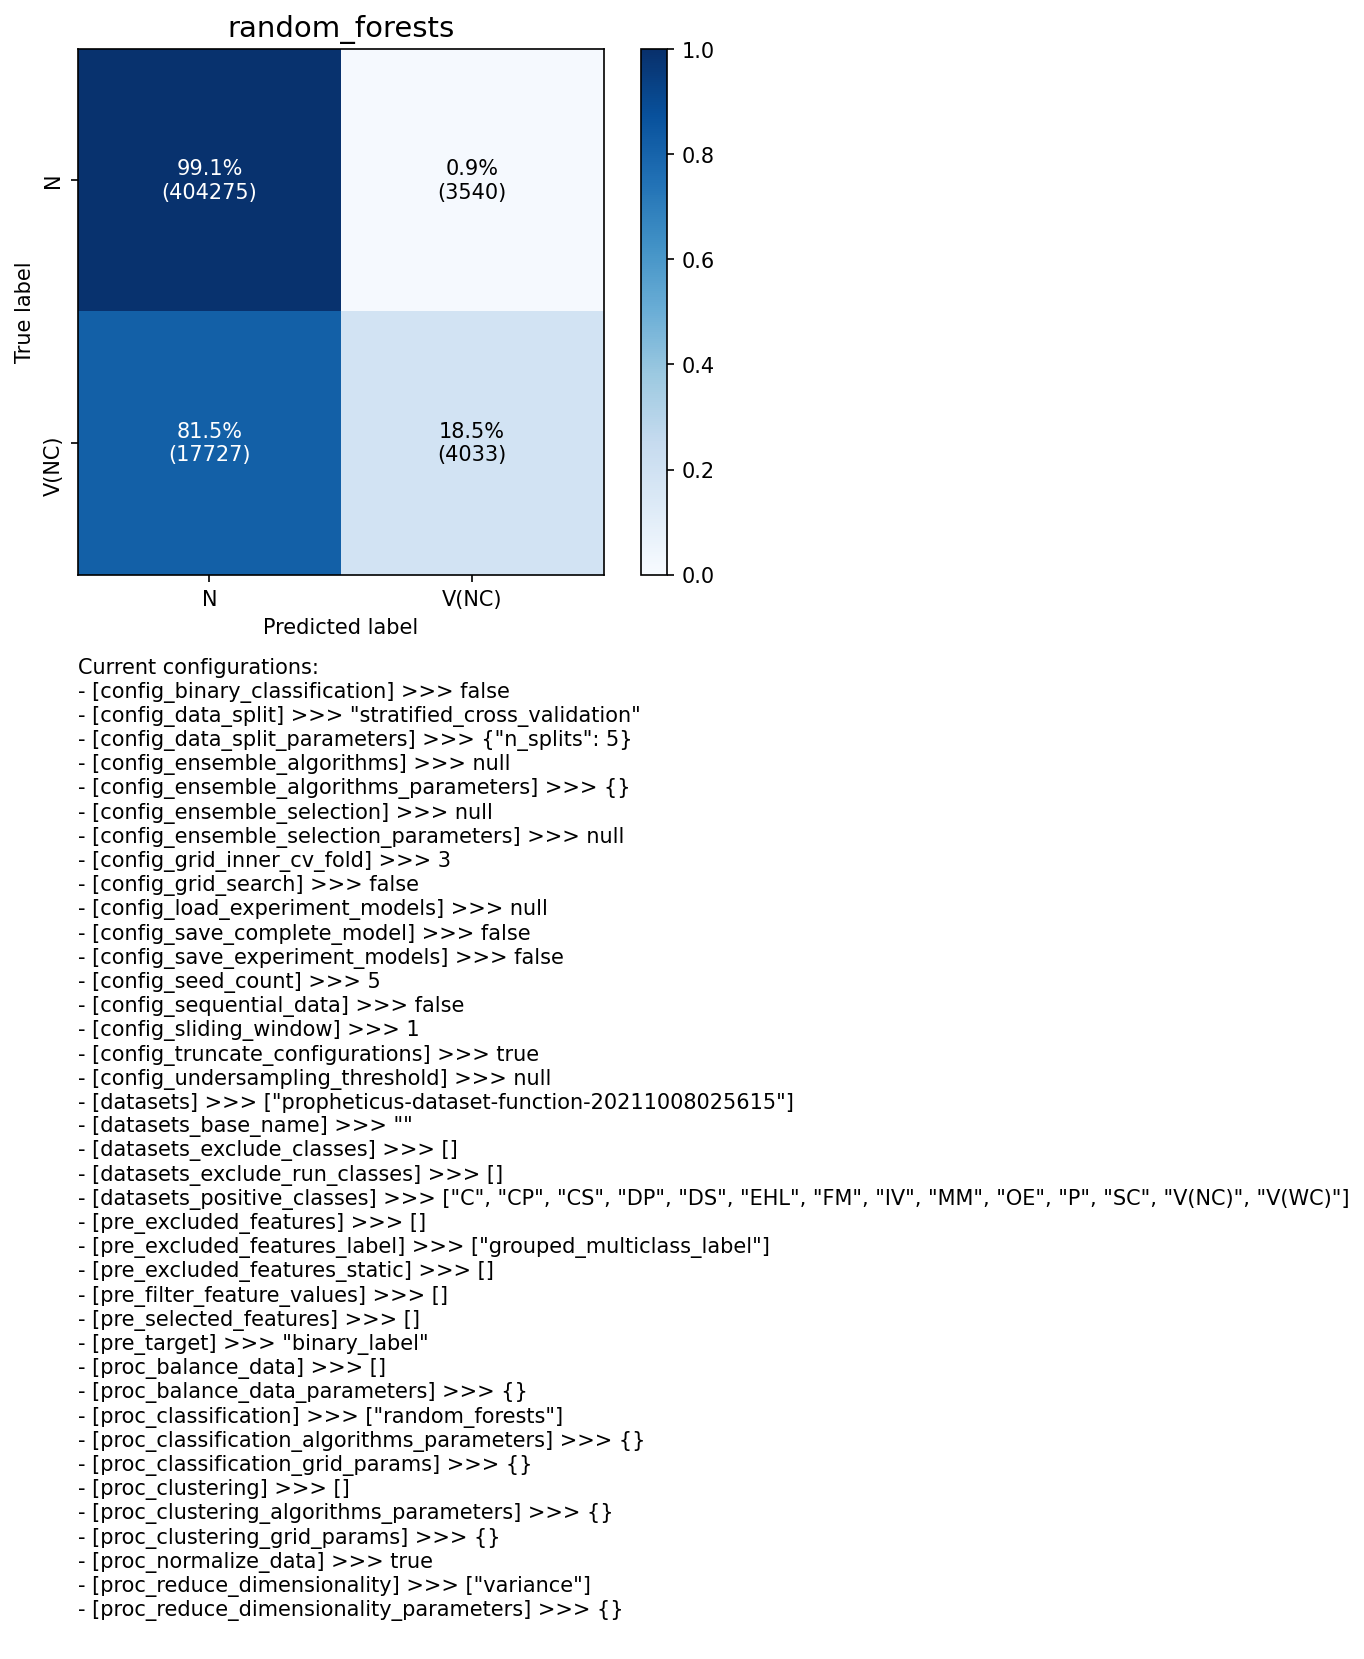 random_forests
1.0
99.1%
(404275)
0.9%
(3540)
N
0.8
0.6
True label
0.4
81.5%
(17727)
18.5%
(4033)
V(NC)
0.2
0.0
N
V(NC)
Predicted label
Current configurations:
- [config_binary_classification] >>> false
- [config_data_split] >>> "stratified_cross_validation"
- [config_data_split_parameters] >>> {"n_splits": 5}
- [config_ensemble_algorithms] >>> null
- [config_ensemble_algorithms_parameters] >>> {}
- [config_ensemble_selection] >>> null
- [config_ensemble_selection_parameters] >>> null
- [config_grid_inner_cv_fold] >>> 3
- [config_grid_search] >>> false
- [config_load_experiment_models] >>> null
- [config_save_complete_model] >>> false
- [config_save_experiment_models] >>> false
- [config_seed_count] >>> 5
- [config_sequential_data] >>> false
- [config_sliding_window] >>> 1
- [config_truncate_configurations] >>> true
- [config_undersampling_threshold] >>> null
- [datasets] >>> ["propheticus-dataset-function-20211008025615"]
- [datasets_base_name] >>> ""
- [datasets_exclude_classes] >>> []
- [datasets_exclude_run_classes] >>> []
- [datasets_positive_classes] >>> ["C", "CP", "CS", "DP", "DS", "EHL", "FM", "IV", "MM", "OE", "P", "SC", "V(NC)", "V(WC)"]
- [pre_excluded_features] >>> []
- [pre_excluded_features_label] >>> ["grouped_multiclass_label"]
- [pre_excluded_features_static] >>> []
- [pre_filter_feature_values] >>> []
- [pre_selected_features] >>> []
- [pre_target] >>> "binary_label"
- [proc_balance_data] >>> []
- [proc_balance_data_parameters] >>> {}
- [proc_classification] >>> ["random_forests"]
- [proc_classification_algorithms_parameters] >>> {}
- [proc_classification_grid_params] >>> {}
- [proc_clustering] >>> []
- [proc_clustering_algorithms_parameters] >>> {}
- [proc_clustering_grid_params] >>> {}
- [proc_normalize_data] >>> true
- [proc_reduce_dimensionality] >>> ["variance"]
- [proc_reduce_dimensionality_parameters] >>> {}